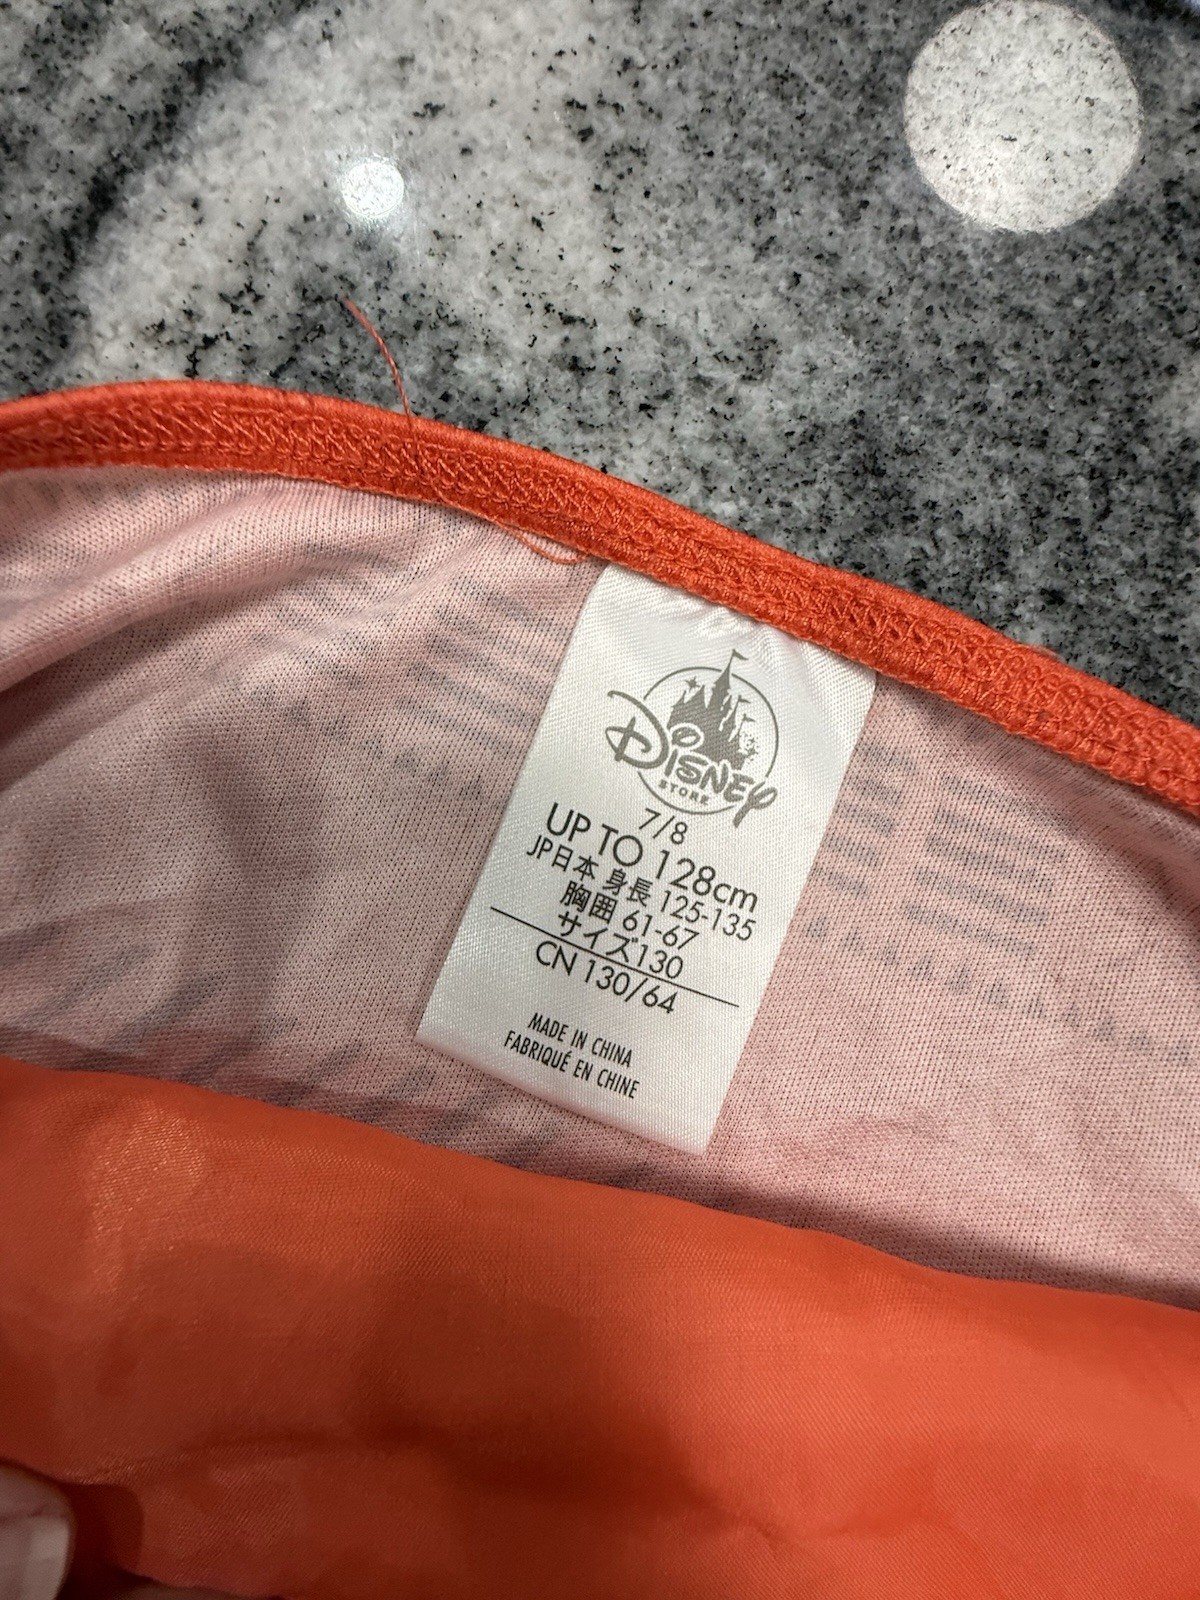 Disney
STORE
7/8
UP TO 128cm
JP日本 身長 125-135
胸囲 61-67
サイズ130
CN 130/64
MADE IN CHINA
FABRIQUÉ EN CHINE